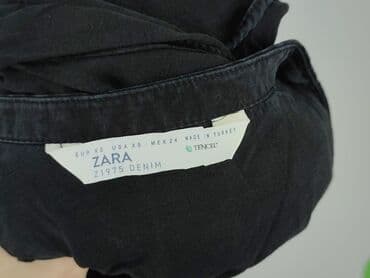 EUR XS USA XS MEX 24 MADE IN TURKEY
ZARA TENCEL
Z1975 DENIM